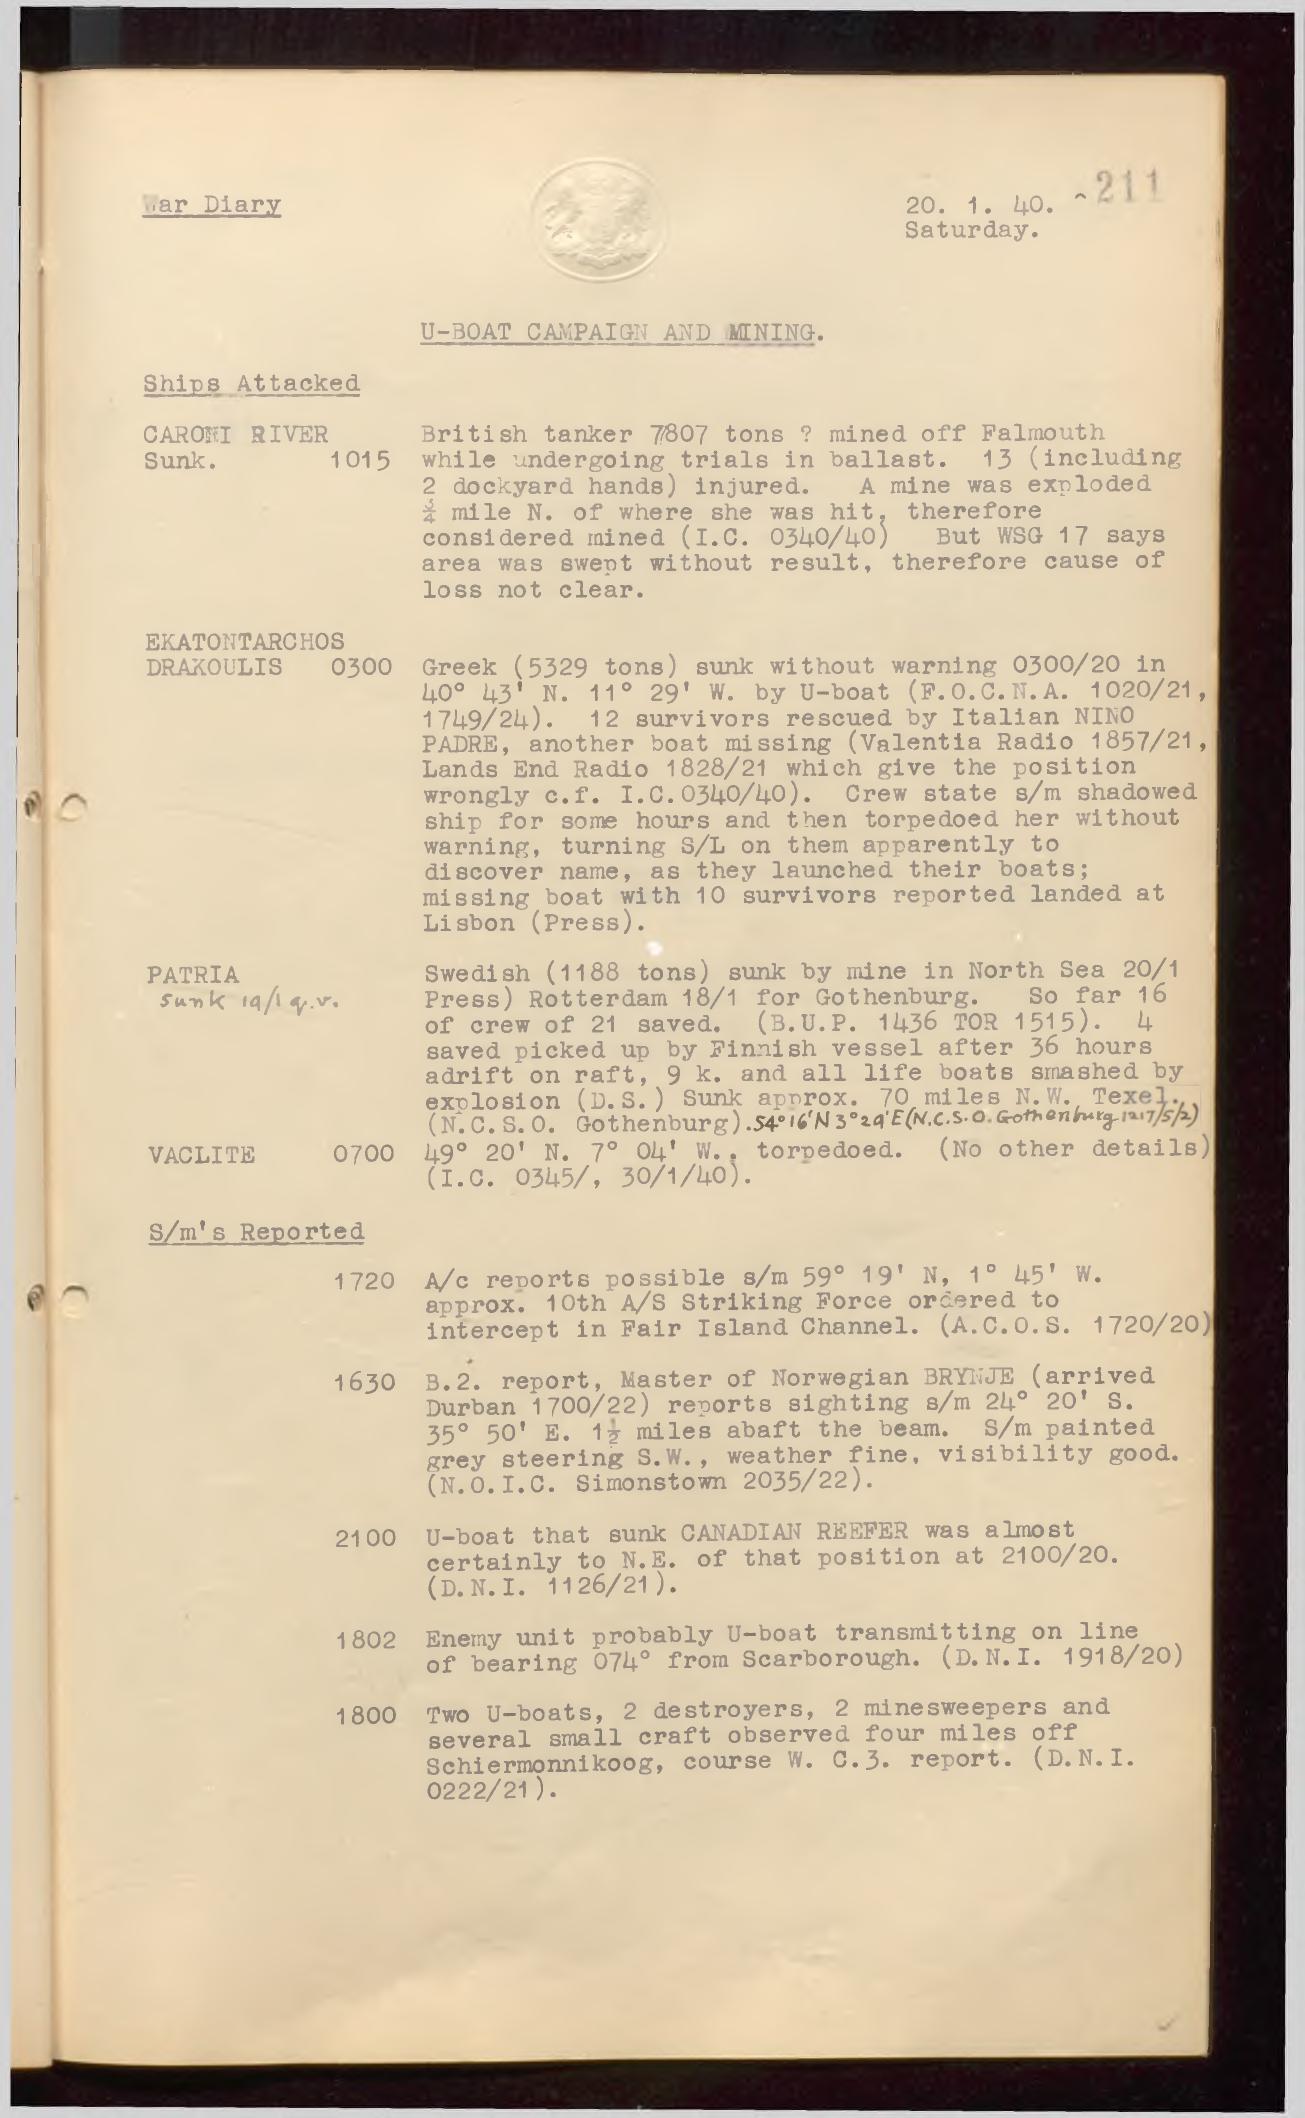 War Diary
20. 1. 40. 211
Saturday.
U-BOAT CAMPAIGN AND MINING.
Ships Attacked
CARONI RIVER British tanker 7807 tons ? mined off Falmouth
Sunk. 1015 while undergoing trials in ballast. 13 (including
2 dockyard hands) injured. A mine was exploded
¾ mile N. of where she was hit, therefore
considered mined (I.C. 0340/40) But WSG 17 says
area was swept without result, therefore cause of
loss not clear.
EKATONTARCHOS
DRAKOULIS 0300 Greek (5329 tons) sunk without warning 0300/20 in
40° 43' N. 11° 29' W. by U-boat (F.O.C.N.A. 1020/21,
1749/24). 12 survivors rescued by Italian NINO
PADRE, another boat missing (Valentia Radio 1857/21,
Lands End Radio 1828/21 which give the position
wrongly c.f. I.C.0340/40). Crew state s/m shadowed
ship for some hours and then torpedoed her without
warning, turning S/L on them apparently to
discover name, as they launched their boats;
missing boat with 10 survivors reported landed at
Lisbon (Press).
PATRIA Swedish (1188 tons) sunk by mine in North Sea 20/1
sunk 19/1 q.v. Press) Rotterdam 18/1 for Gothenburg. So far 16
of crew of 21 saved. (B.U.P. 1436 TOR 1515). 4
saved picked up by Finnish vessel after 36 hours
adrift on raft, 9 k. and all life boats smashed by
explosion (D.S.) Sunk approx. 70 miles N.W. Texel.
(N.C.S.O. Gothenburg). 54°16'N 3°29'E (N.C.S.O. Gothenburg 1217/5/2)
VACLITE 0700 49° 20' N. 7° 04' W., torpedoed. (No other details)
(I.C. 0345/, 30/1/40).
S/m's Reported
1720 A/c reports possible s/m 59° 19' N, 1° 45' W.
approx. 10th A/S Striking Force ordered to
intercept in Fair Island Channel. (A.C.O.S. 1720/20)
1630 B.2. report, Master of Norwegian BRYNJE (arrived
Durban 1700/22) reports sighting s/m 24° 20' S.
35° 50' E. 1½ miles abaft the beam. S/m painted
grey steering S.W., weather fine, visibility good.
(N.O.I.C. Simonstown 2035/22).
2100 U-boat that sunk CANADIAN REEFER was almost
certainly to N.E. of that position at 2100/20.
(D.N.I. 1126/21).
1802 Enemy unit probably U-boat transmitting on line
of bearing 074° from Scarborough. (D.N.I. 1918/20)
1800 Two U-boats, 2 destroyers, 2 minesweepers and
several small craft observed four miles off
Schiermonnikoog, course W. C.3. report. (D.N.I.
0222/21).